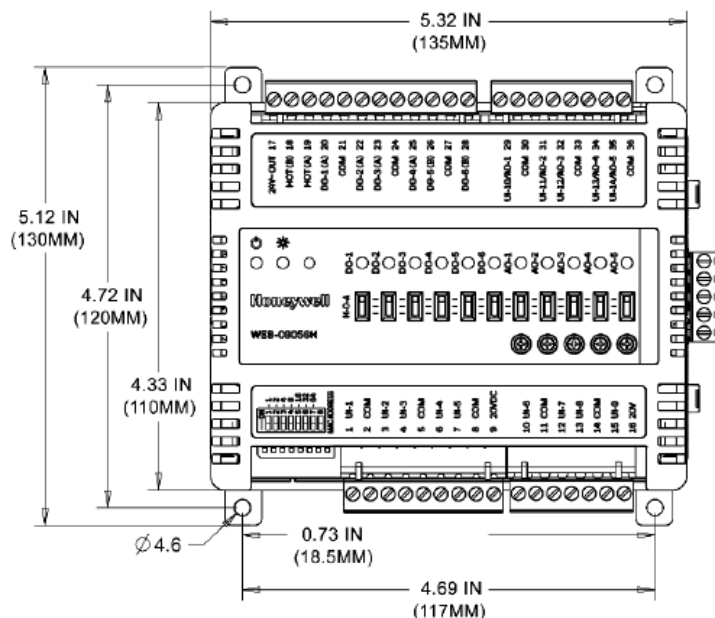 5.32 IN
(135MM)
24V-OUT 17
HOT(B) 18
HOT(A) 19
DO-1(A) 20
COM 21
DO-2(A) 22
DO-3(A) 23
COM 24
DO-4(A) 25
DO-5(B) 26
COM 27
DO-6(B) 28
UI-10/AO-1 29
COM 30
UI-11/AO-2 31
UI-12/AO-3 32
COM 33
UI-13/AO-4 34
UI-14/AO-5 35
COM 36
5.12 IN
(130MM)
4.72 IN
(120MM)
4.33 IN
(110MM)
DO-1
DO-2
DO-3
DO-4
DO-5
DO-6
AO-1
AO-2
AO-3
AO-4
AO-5
Honeywell
H-O-A
MAC ADDRESS
1 UI-1
2 COM
3 UI-2
4 UI-3
5 COM
6 UI-4
7 UI-5
8 COM
9 20VDC
10 UI-6
11 COM
12 UI-7
13 UI-8
14 COM
15 UI-9
16 20V
Ø4.6
0.73 IN
(18.5MM)
4.69 IN
(117MM)